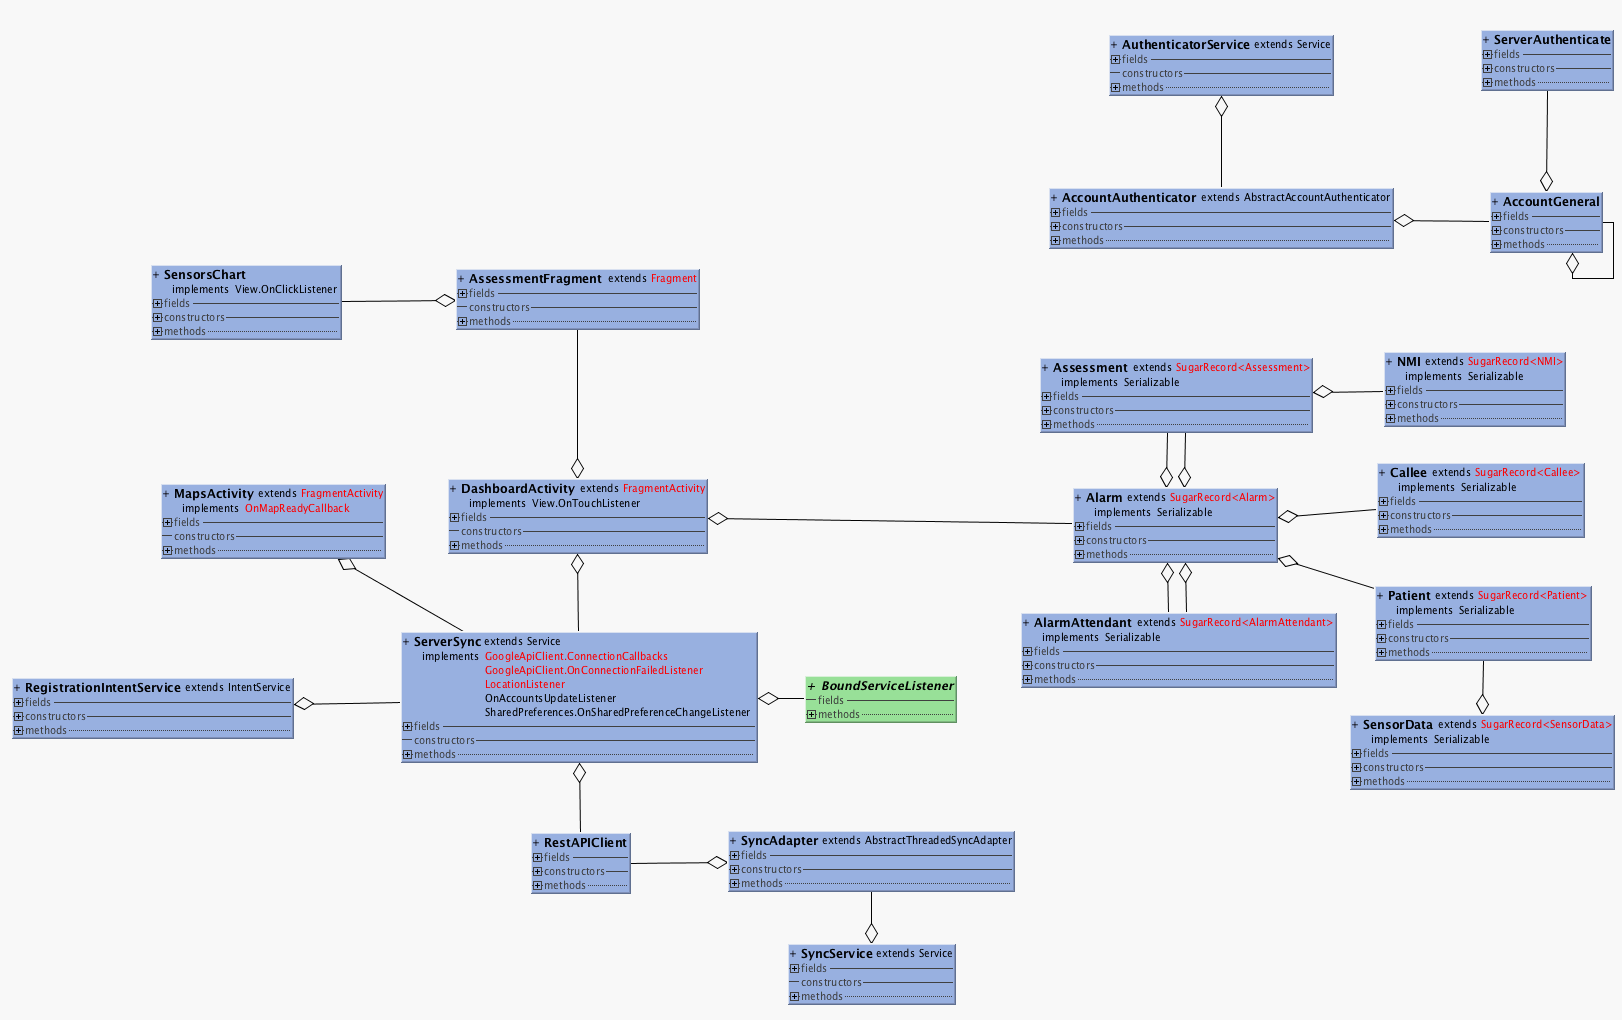 + AuthenticatorService extends Service
fields
constructors
methods
+ ServerAuthenticate
fields
constructors
methods
+ AccountAuthenticator extends AbstractAccountAuthenticator
fields
constructors
methods
+ AccountGeneral
fields
constructors
methods
+ SensorsChart
implements View.OnClickListener
fields
constructors
methods
+ AssessmentFragment extends Fragment
fields
constructors
methods
+ Assessment extends SugarRecord<Assessment>
implements Serializable
fields
constructors
methods
+ NMI extends SugarRecord<NMI>
implements Serializable
fields
constructors
methods
+ MapsActivity extends FragmentActivity
implements OnMapReadyCallback
fields
constructors
methods
+ DashboardActivity extends FragmentActivity
implements View.OnTouchListener
fields
constructors
methods
+ Alarm extends SugarRecord<Alarm>
implements Serializable
fields
constructors
methods
+ Callee extends SugarRecord<Callee>
implements Serializable
fields
constructors
methods
+ Patient extends SugarRecord<Patient>
implements Serializable
fields
constructors
methods
+ AlarmAttendant extends SugarRecord<AlarmAttendant>
implements Serializable
fields
constructors
methods
+ ServerSync extends Service
implements GoogleApiClient.ConnectionCallbacks
GoogleApiClient.OnConnectionFailedListener
LocationListener
OnAccountsUpdateListener
SharedPreferences.OnSharedPreferenceChangeListener
fields
constructors
methods
+ RegistrationIntentService extends IntentService
fields
constructors
methods
+ BoundServiceListener
fields
methods
+ SensorData extends SugarRecord<SensorData>
implements Serializable
fields
constructors
methods
+ RestAPIClient
fields
constructors
methods
+ SyncAdapter extends AbstractThreadedSyncAdapter
fields
constructors
methods
+ SyncService extends Service
fields
constructors
methods